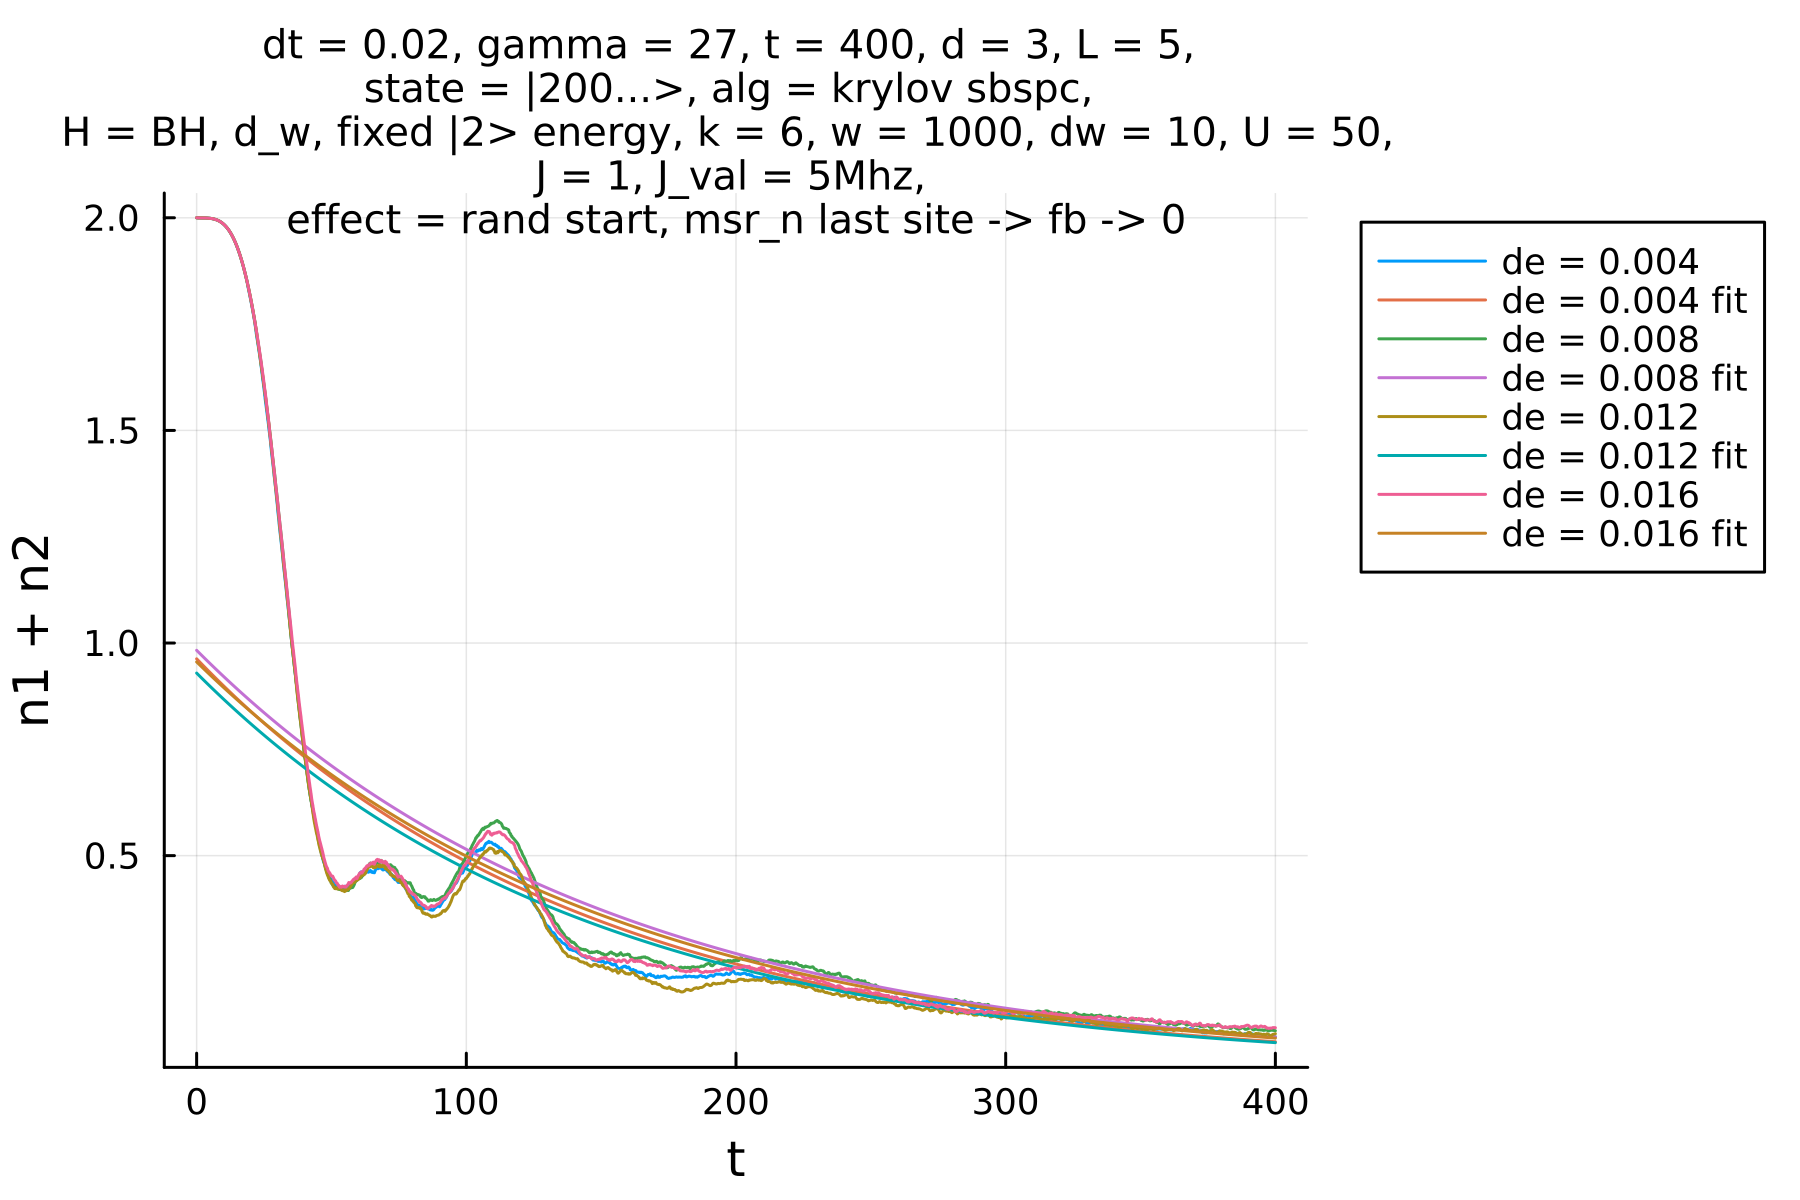 dt = 0.02, gamma = 27, t = 400, d = 3, L = 5,
state = |200...>, alg = krylov sbspc,
H = BH, d_w, fixed |2> energy, k = 6, w = 1000, dw = 10, U = 50,
J = 1, J_val = 5Mhz,
effect = rand start, msr_n last site -> fb -> 0
2.0
1.5
1.0
0.5
n1 + n2
0 100 200 300 400
t
de = 0.004
de = 0.004 fit
de = 0.008
de = 0.008 fit
de = 0.012
de = 0.012 fit
de = 0.016
de = 0.016 fit